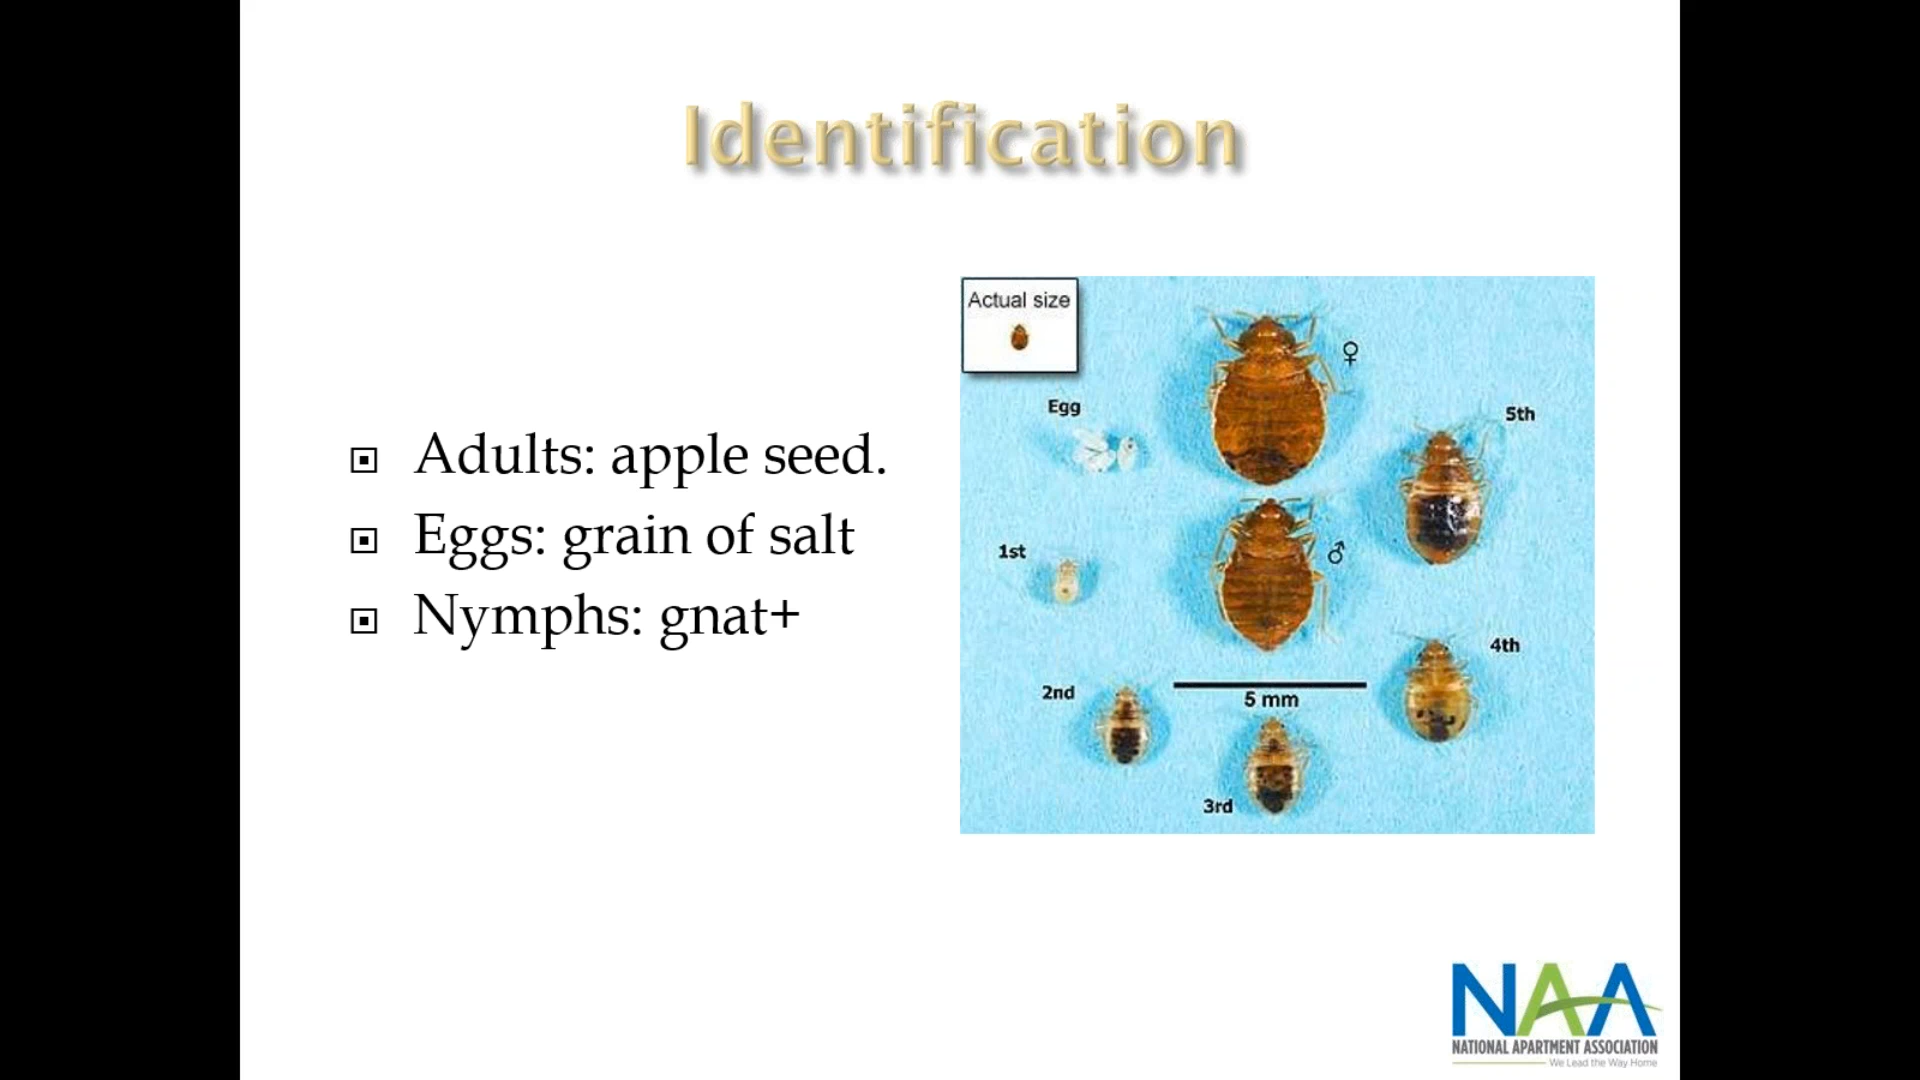 Identification
Adults: apple seed.
Eggs: grain of salt
Nymphs: gnat+
Actual size
♀
Egg
5th
1st
♂
4th
2nd
5 mm
3rd
NAA
NATIONAL APARTMENT ASSOCIATION
We Lead the Way Home